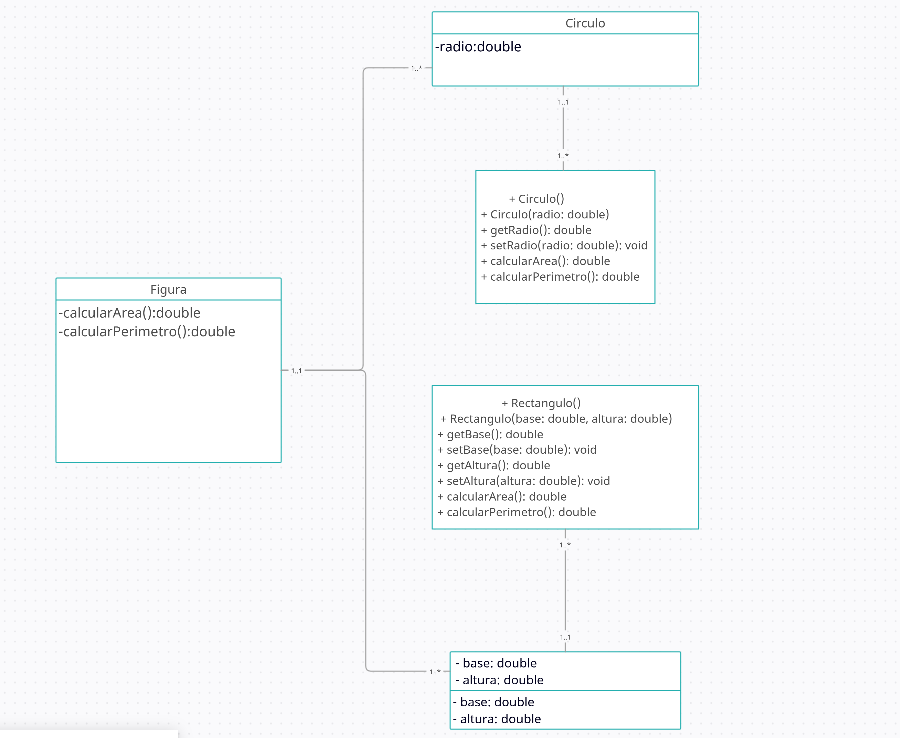 Circulo
-radio:double
1..*
1..1
1..*
+ Circulo()
+ Circulo(radio: double)
+ getRadio(): double
+ setRadio(radio: double): void
+ calcularArea(): double
+ calcularPerimetro(): double
Figura
-calcularArea():double
-calcularPerimetro():double
1..1
+ Rectangulo()
+ Rectangulo(base: double, altura: double)
+ getBase(): double
+ setBase(base: double): void
+ getAltura(): double
+ setAltura(altura: double): void
+ calcularArea(): double
+ calcularPerimetro(): double
1..*
1..1
1..*
- base: double
- altura: double
- base: double
- altura: double